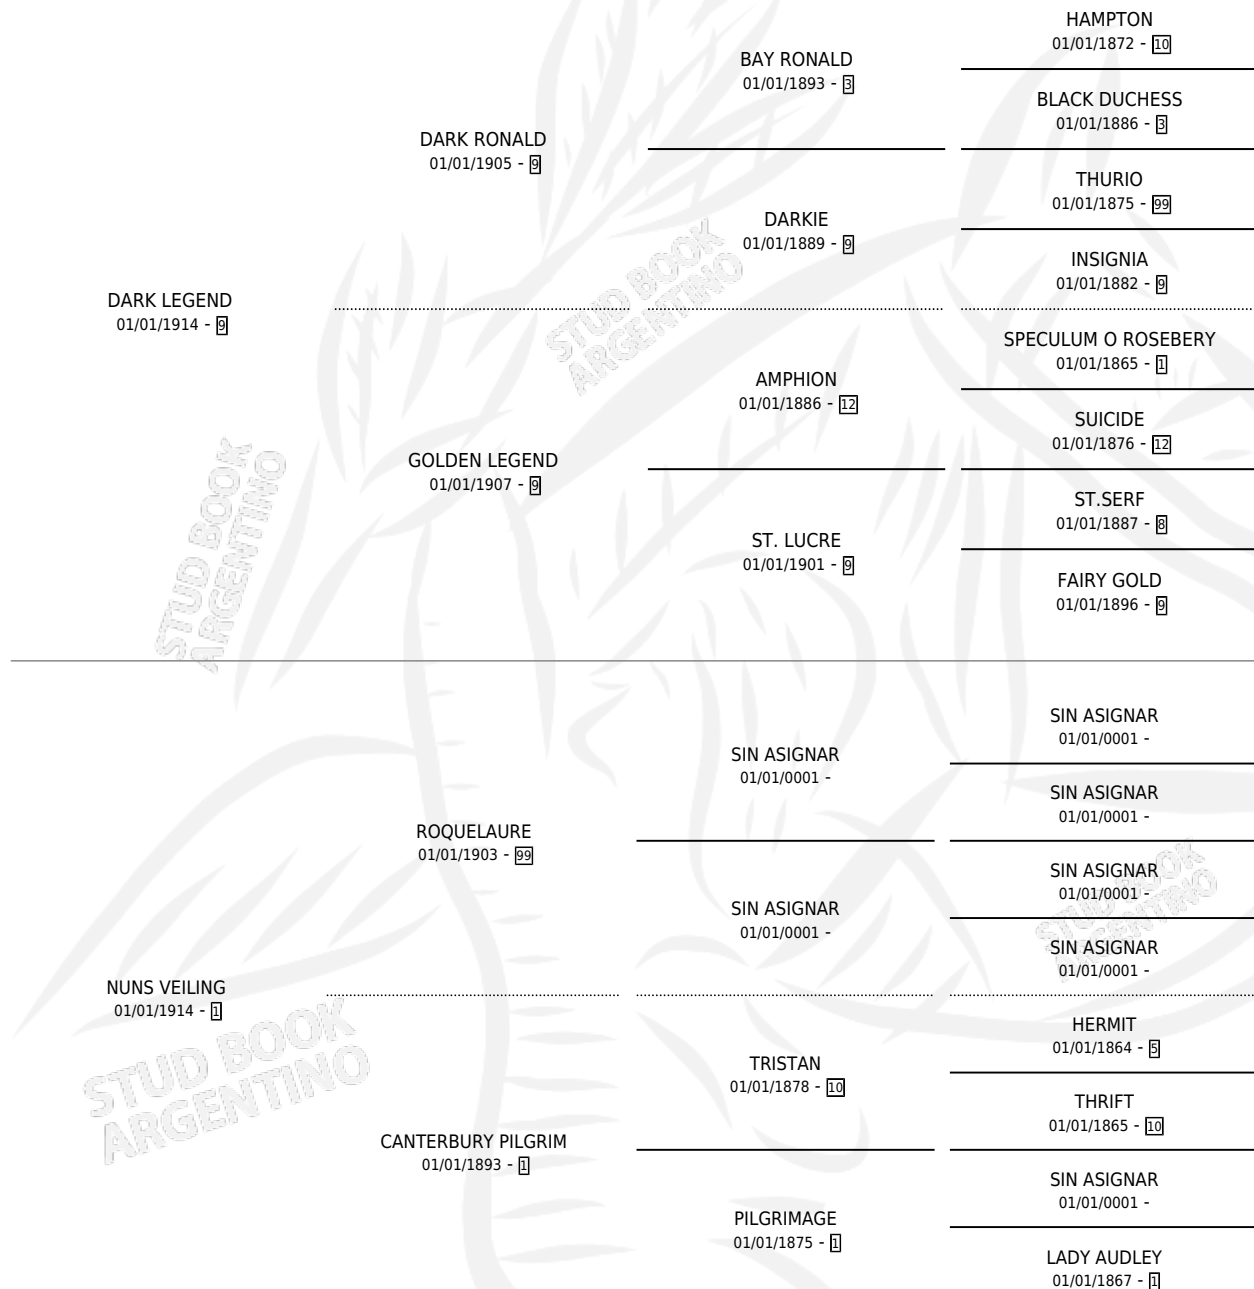 HAMPTON
01/01/1872 - 10
BAY RONALD
01/01/1893 - 3
BLACK DUCHESS
01/01/1886 - 3
DARK RONALD
01/01/1905 - 9
THURIO
01/01/1875 - 99
DARKIE
01/01/1889 - 9
INSIGNIA
01/01/1882 - 9
DARK LEGEND
01/01/1914 - 9
SPECULUM O ROSEBERY
01/01/1865 - 1
AMPHION
01/01/1886 - 12
SUICIDE
01/01/1876 - 12
GOLDEN LEGEND
01/01/1907 - 9
ST.SERF
01/01/1887 - 8
ST. LUCRE
01/01/1901 - 9
FAIRY GOLD
01/01/1896 - 9
STUD BOOK
ARGENTINO
STUD BOOK
ARGENTINO
SIN ASIGNAR
01/01/0001 -
SIN ASIGNAR
01/01/0001 -
SIN ASIGNAR
01/01/0001 -
ROQUELAURE
01/01/1903 - 99
SIN ASIGNAR
01/01/0001 -
SIN ASIGNAR
01/01/0001 -
SIN ASIGNAR
01/01/0001 -
NUNS VEILING
01/01/1914 - 1
HERMIT
01/01/1864 - 5
TRISTAN
01/01/1878 - 10
THRIFT
01/01/1865 - 10
CANTERBURY PILGRIM
01/01/1893 - 1
SIN ASIGNAR
01/01/0001 -
PILGRIMAGE
01/01/1875 - 1
LADY AUDLEY
01/01/1867 - 1
STUD BOOK
ARGENTINO
STUD BOOK
ARGENTINO